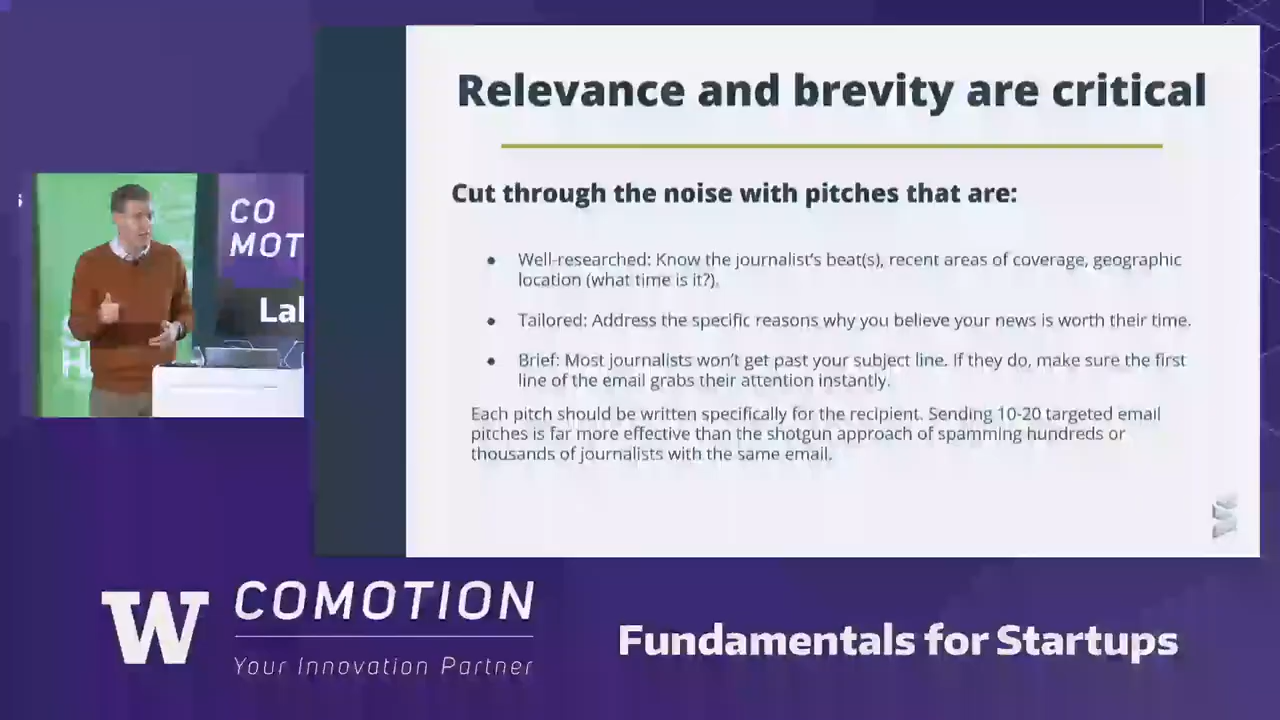 Relevance and brevity are critical
Cut through the noise with pitches that are:
● Well-researched: Know the journalist's beat(s), recent areas of coverage, geographic
location (what time is it?).
● Tailored: Address the specific reasons why you believe your news is worth their time.
● Brief: Most journalists won't get past your subject line. If they do, make sure the first
line of the email grabs their attention instantly.
Each pitch should be written specifically for the recipient. Sending 10-20 targeted email
pitches is far more effective than the shotgun approach of spamming hundreds or
thousands of journalists with the same email.
CO
MOT
Lal
W COMOTION
Your Innovation Partner
Fundamentals for Startups